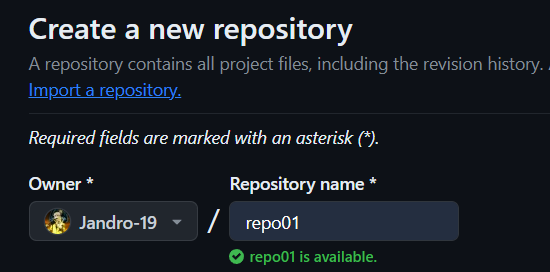 Create a new repository
A repository contains all project files, including the revision history.
Import a repository.
Required fields are marked with an asterisk (*).
Owner *
Repository name *
Jandro-19
/
repo01
repo01 is available.